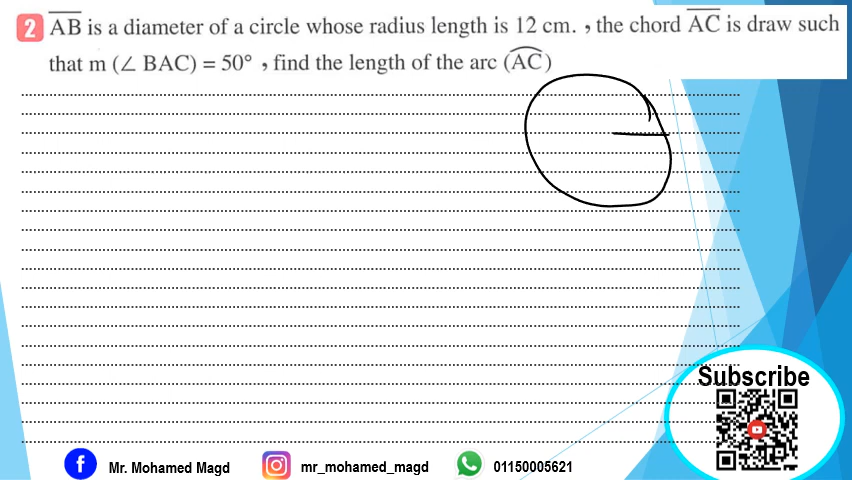 2 AB is a diameter of a circle whose radius length is 12 cm. , the chord AC is draw such
that m (∠ BAC) = 50° , find the length of the arc (AC)
Subscribe
Mr. Mohamed Magd
mr_mohamed_magd
01150005621